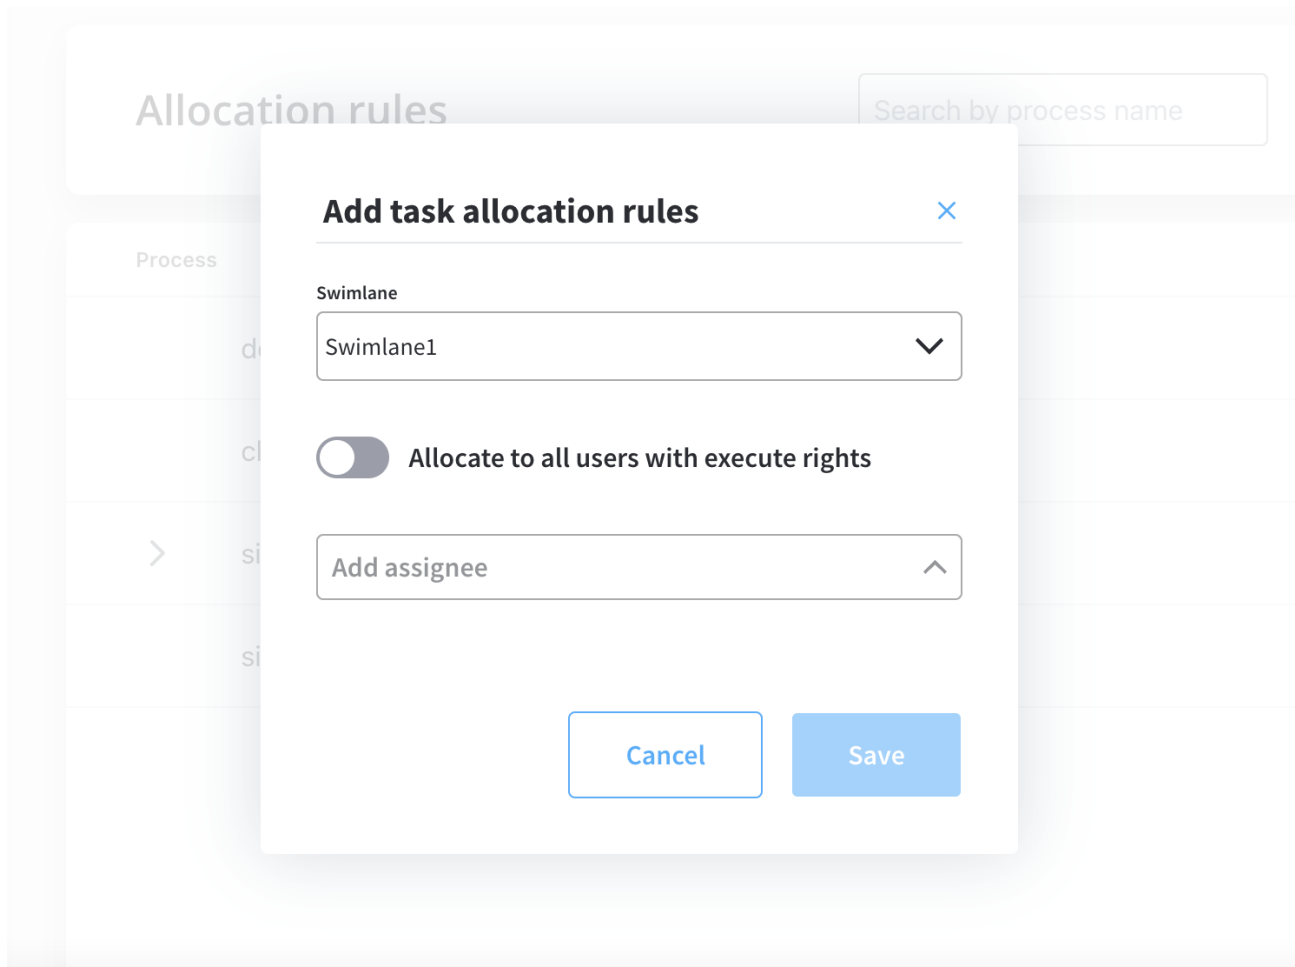 Allocation rules
Search by process name
Add task allocation rules
Process
Swimlane
Swimlane1
Allocate to all users with execute rights
Add assignee
Cancel
Save